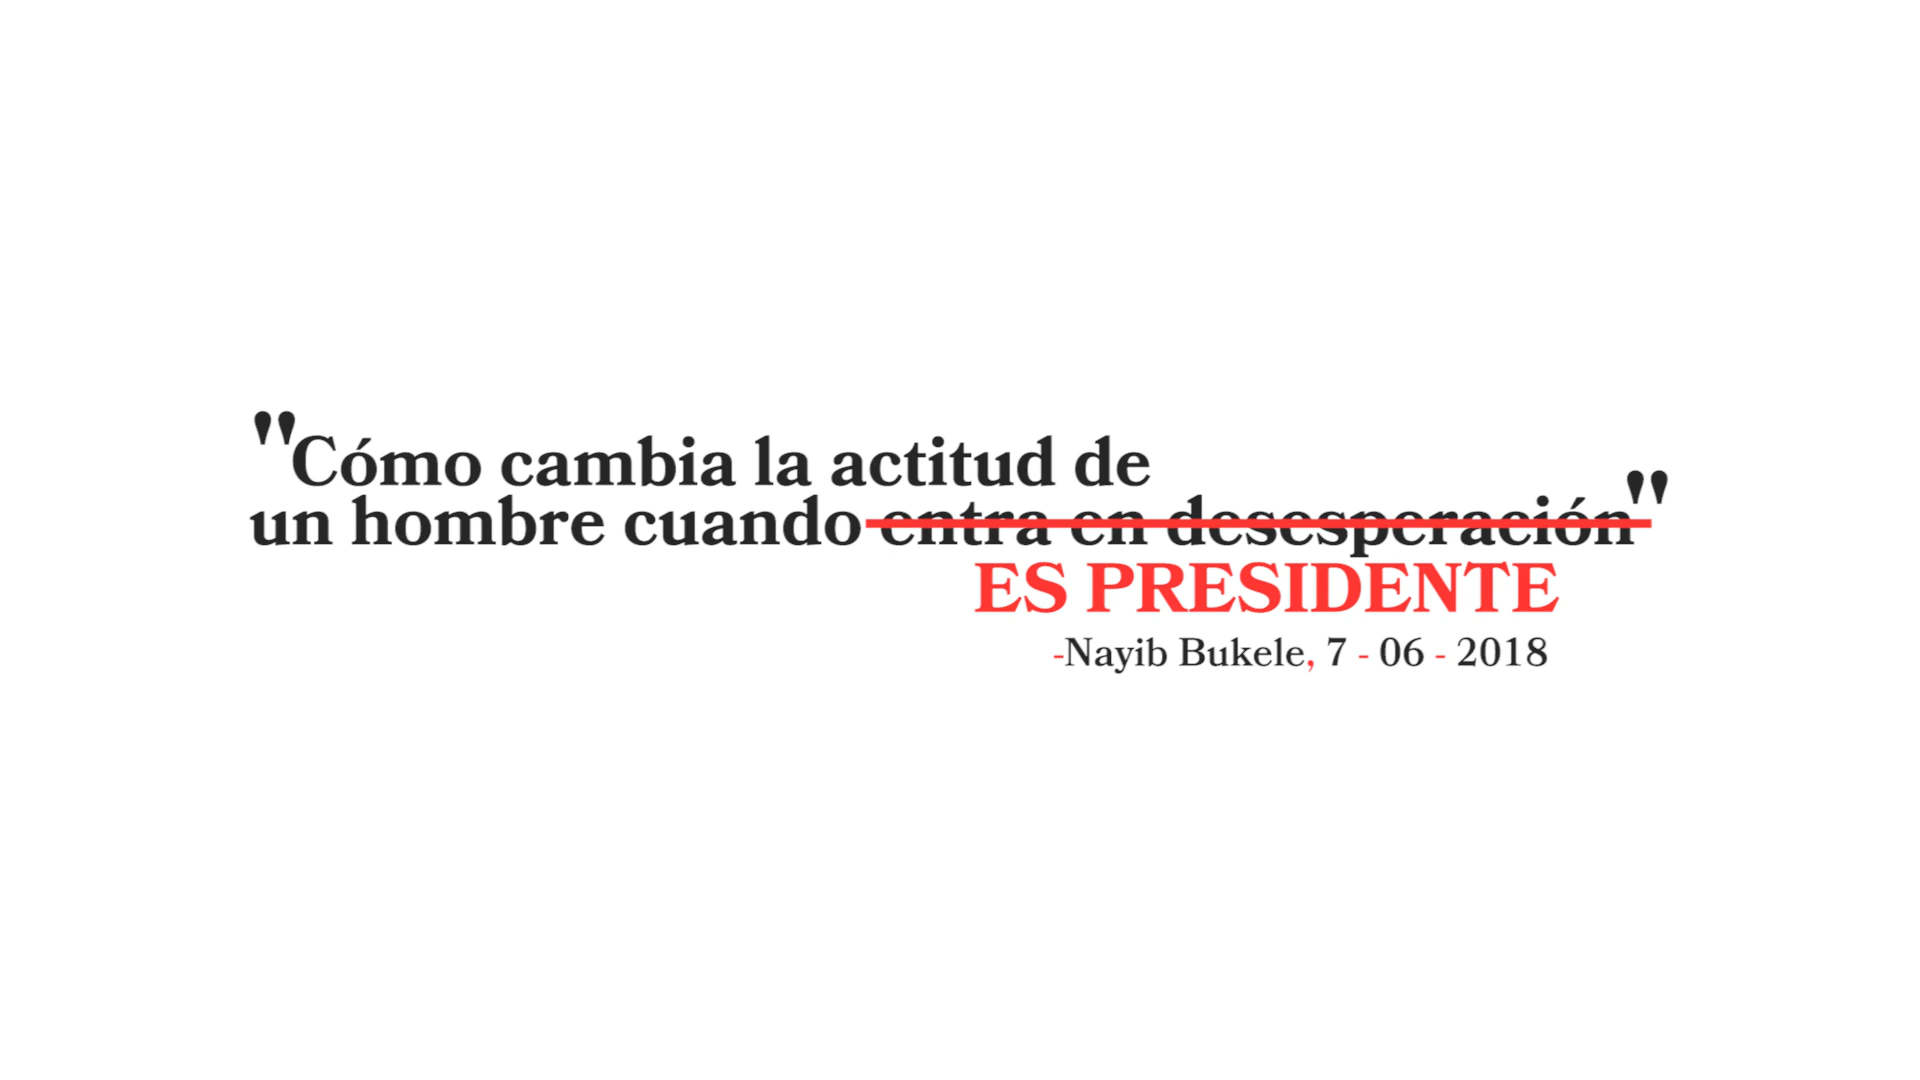 "Cómo cambia la actitud de
un hombre cuando entra en desesperación"
ES PRESIDENTE
-Nayib Bukele, 7 - 06 - 2018